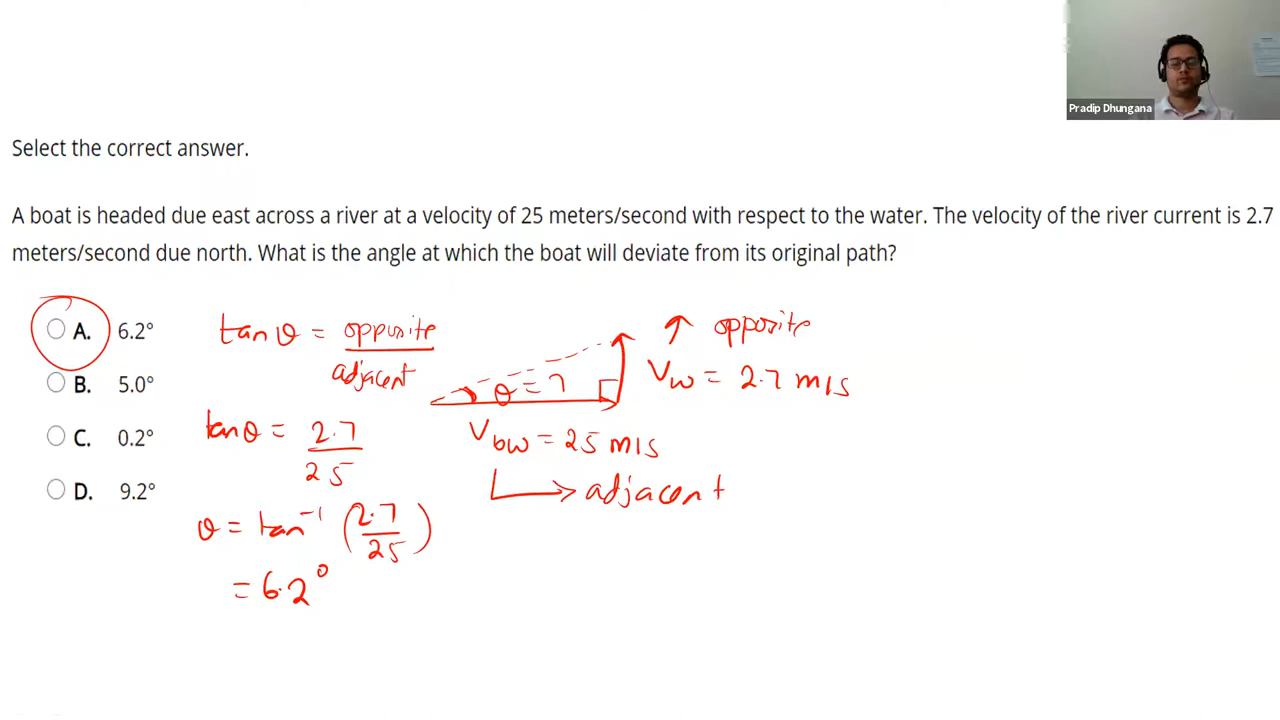 Pradip Dhungana
Select the correct answer.
A boat is headed due east across a river at a velocity of 25 meters/second with respect to the water. The velocity of the river current is 2.7
meters/second due north. What is the angle at which the boat will deviate from its original path?
A. 6.2°
B. 5.0°
C. 0.2°
D. 9.2°
tan θ = opposite / adjacent
tan θ = 2.7 / 25
θ = tan⁻¹ (2.7 / 25)
= 6.2°
θ = ?
↑ opposite
Vw = 2.7 m/s
Vbw = 25 m/s
→ adjacent